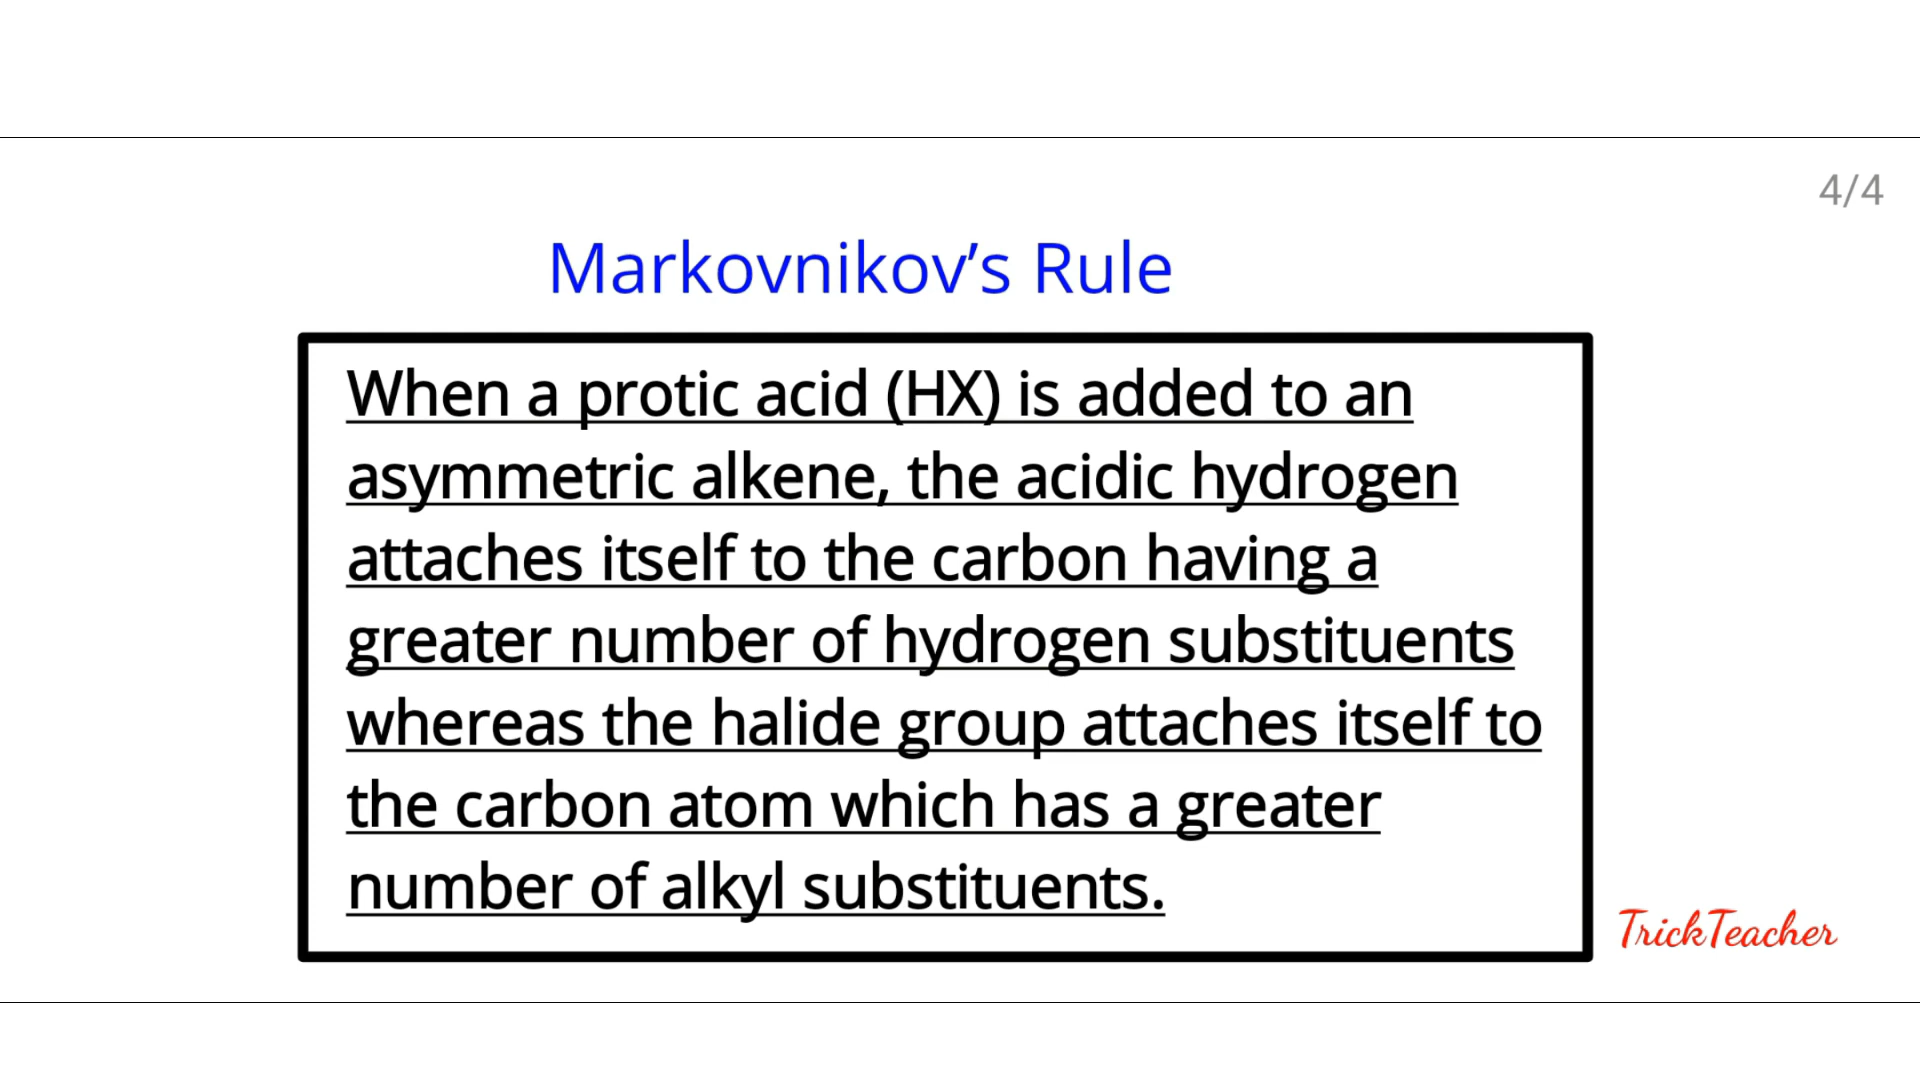 4/4
Markovnikov’s Rule
When a protic acid (HX) is added to an
asymmetric alkene, the acidic hydrogen
attaches itself to the carbon having a
greater number of hydrogen substituents
whereas the halide group attaches itself to
the carbon atom which has a greater
number of alkyl substituents.
TrickTeacher